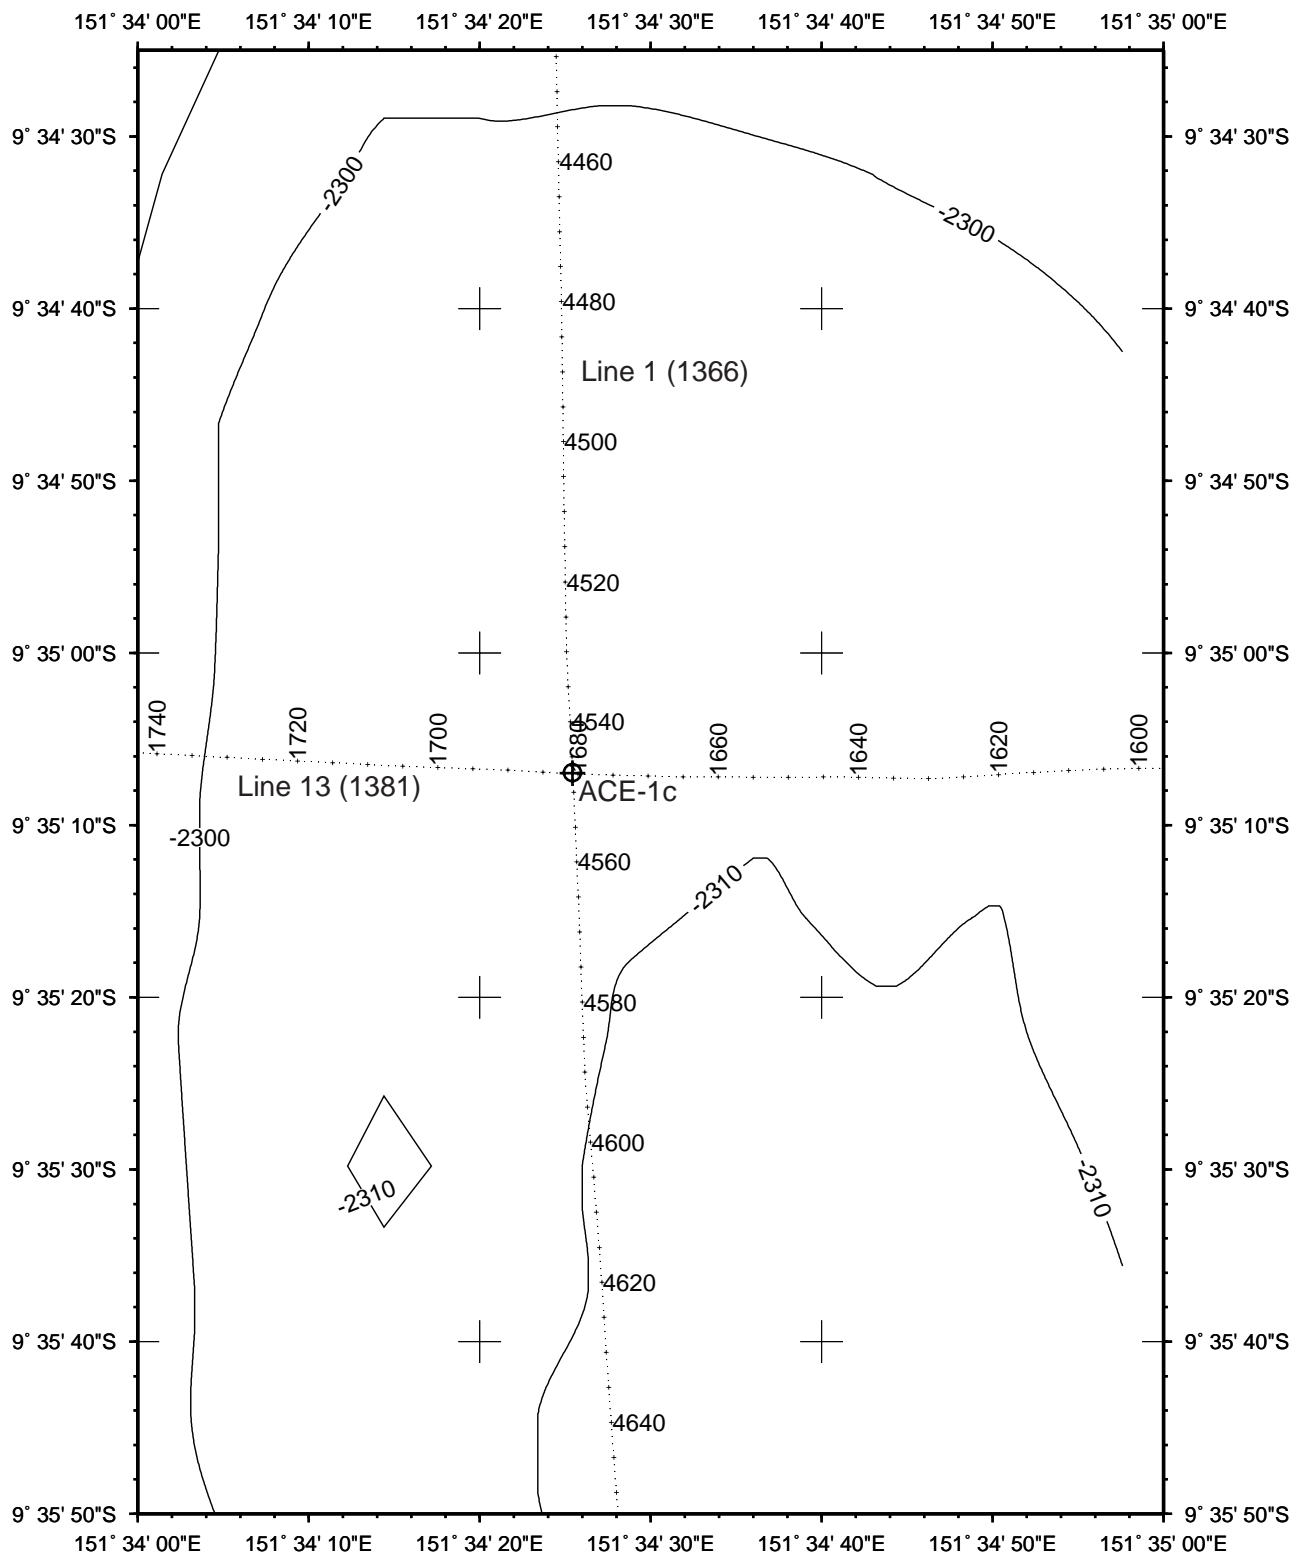 151° 34' 00"E 151° 34' 10"E 151° 34' 20"E 151° 34' 30"E 151° 34' 40"E 151° 34' 50"E 151° 35' 00"E
9° 34' 30"S 9° 34' 30"S
4460
-2300
-2300
9° 34' 40"S 9° 34' 40"S
4480
Line 1 (1366)
4500
9° 34' 50"S 9° 34' 50"S
4520
9° 35' 00"S 9° 35' 00"S
4540
1740 1720 1700 1680 1660 1640 1620 1600
Line 13 (1381)
ACE-1c
9° 35' 10"S 9° 35' 10"S
-2300
4560
-2310
9° 35' 20"S 9° 35' 20"S
4580
4600
9° 35' 30"S 9° 35' 30"S
-2310
-2310
4620
9° 35' 40"S 9° 35' 40"S
4640
9° 35' 50"S 9° 35' 50"S
151° 34' 00"E 151° 34' 10"E 151° 34' 20"E 151° 34' 30"E 151° 34' 40"E 151° 34' 50"E 151° 35' 00"E